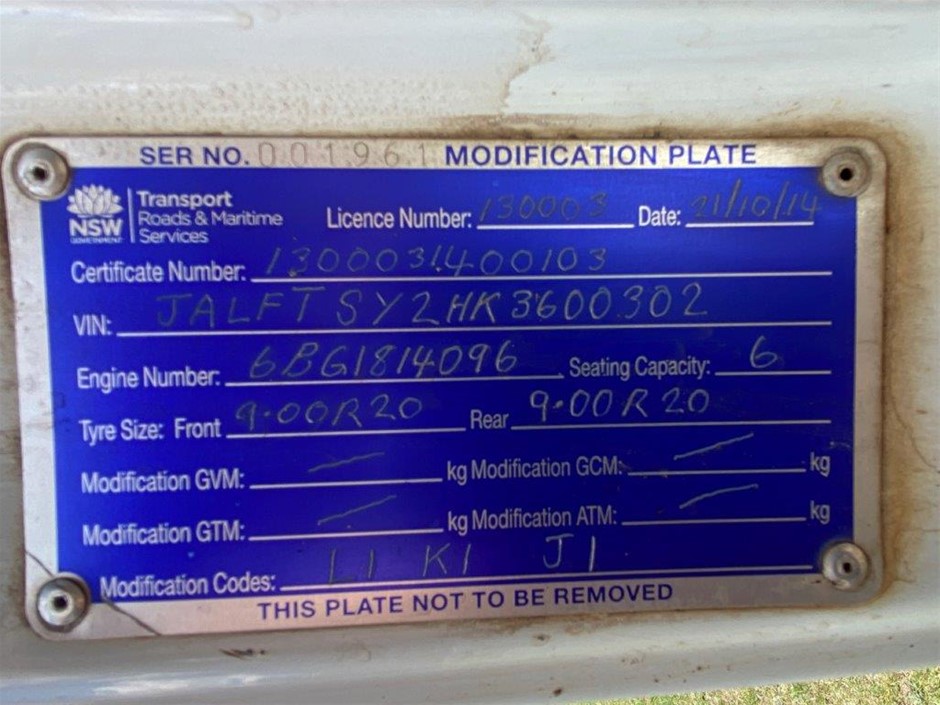 SER NO. 001961 MODIFICATION PLATE
NSW GOVERNMENT
Transport
Roads & Maritime
Services
Licence Number: 130003 Date: 21/10/14
Certificate Number: 1300031400103
VIN: JALFTSY2HK3600302
Engine Number: 6BG1814096 Seating Capacity: 6
Tyre Size: Front 9.00R20 Rear 9.00R20
Modification GVM: — kg Modification GCM: — kg
Modification GTM: — kg Modification ATM: — kg
Modification Codes: L1 K1 J1
THIS PLATE NOT TO BE REMOVED